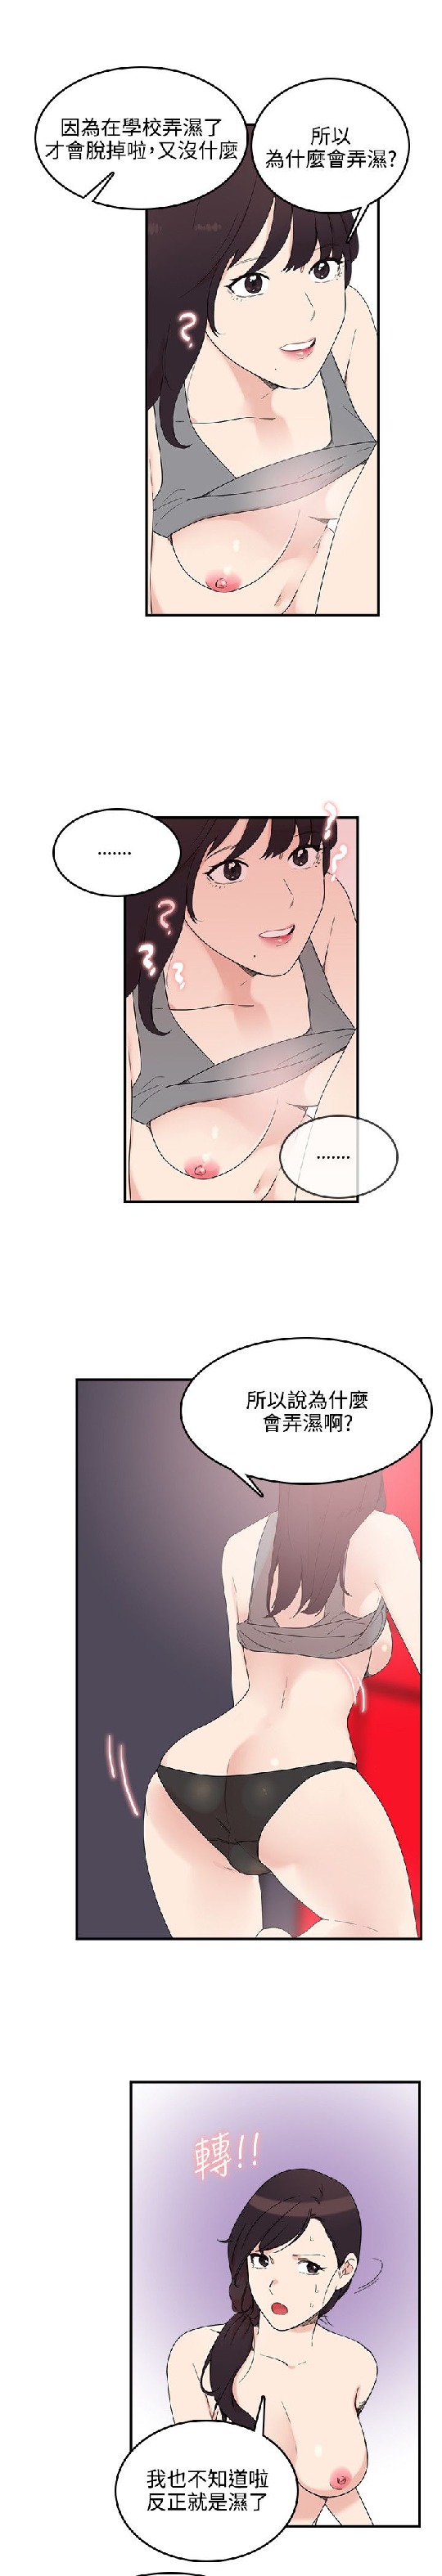 因為在學校弄濕了
才會脫掉啦，又沒什麼
所以
為什麼會弄濕?
.......
.......
所以說為什麼
會弄濕啊?
轉!!
我也不知道啦
反正就是濕了